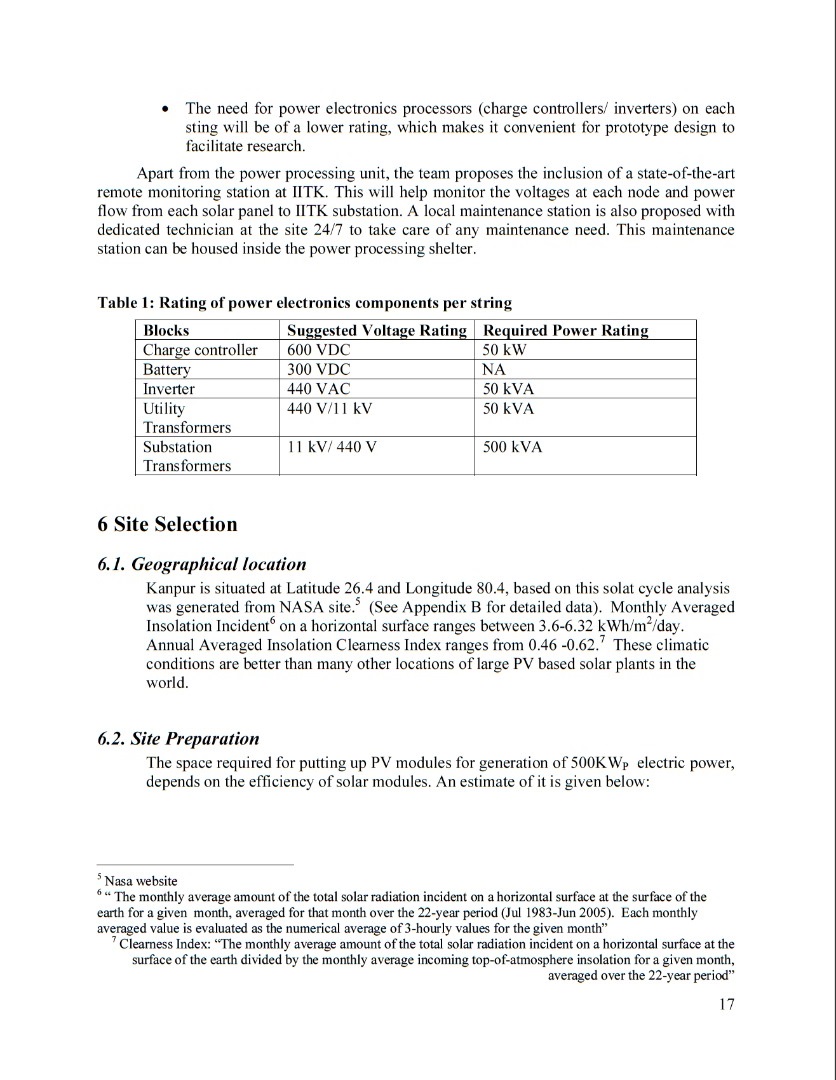 • The need for power electronics processors (charge controllers/ inverters) on each
sting will be of a lower rating, which makes it convenient for prototype design to
facilitate research.
Apart from the power processing unit, the team proposes the inclusion of a state-of-the-art
remote monitoring station at IITK. This will help monitor the voltages at each node and power
flow from each solar panel to IITK substation. A local maintenance station is also proposed with
dedicated technician at the site 24/7 to take care of any maintenance need. This maintenance
station can be housed inside the power processing shelter.
Table 1: Rating of power electronics components per string
Blocks Suggested Voltage Rating Required Power Rating
Charge controller 600 VDC 50 kW
Battery 300 VDC NA
Inverter 440 VAC 50 kVA
Utility 440 V/11 kV 50 kVA
Transformers
Substation 11 kV/ 440 V 500 kVA
Transformers
6 Site Selection
6.1. Geographical location
Kanpur is situated at Latitude 26.4 and Longitude 80.4, based on this solat cycle analysis
was generated from NASA site.⁵ (See Appendix B for detailed data). Monthly Averaged
Insolation Incident⁶ on a horizontal surface ranges between 3.6-6.32 kWh/m²/day.
Annual Averaged Insolation Clearness Index ranges from 0.46 -0.62.⁷ These climatic
conditions are better than many other locations of large PV based solar plants in the
world.
6.2. Site Preparation
The space required for putting up PV modules for generation of 500KWP electric power,
depends on the efficiency of solar modules. An estimate of it is given below:
⁵ Nasa website
⁶ “ The monthly average amount of the total solar radiation incident on a horizontal surface at the surface of the
earth for a given month, averaged for that month over the 22-year period (Jul 1983-Jun 2005). Each monthly
averaged value is evaluated as the numerical average of 3-hourly values for the given month”
⁷ Clearness Index: “The monthly average amount of the total solar radiation incident on a horizontal surface at the
surface of the earth divided by the monthly average incoming top-of-atmosphere insolation for a given month,
averaged over the 22-year period”
17